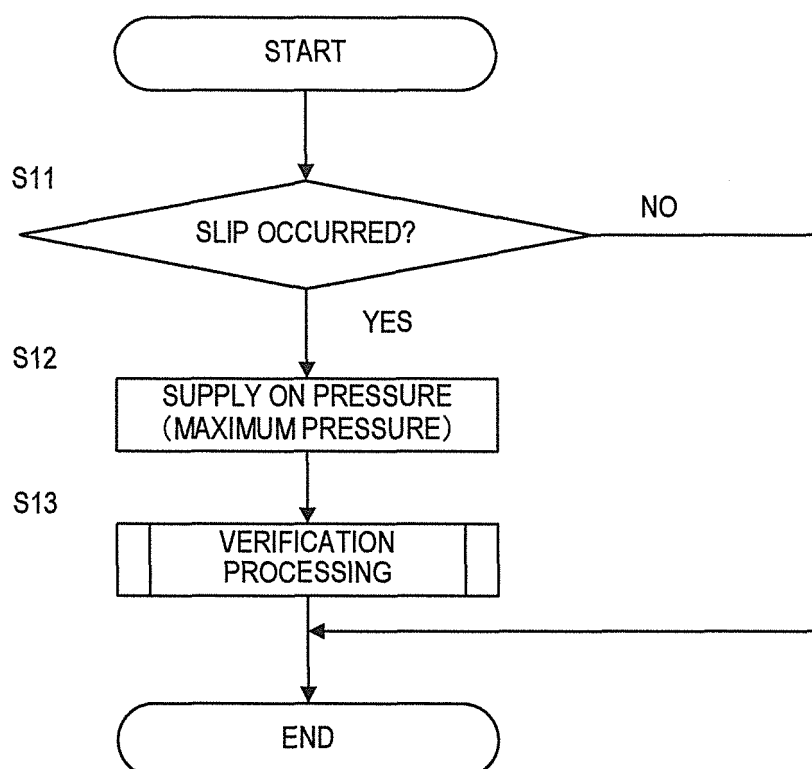 START
S11
SLIP OCCURRED?
NO
YES
S12
SUPPLY ON PRESSURE
(MAXIMUM PRESSURE)
S13
VERIFICATION
PROCESSING
END